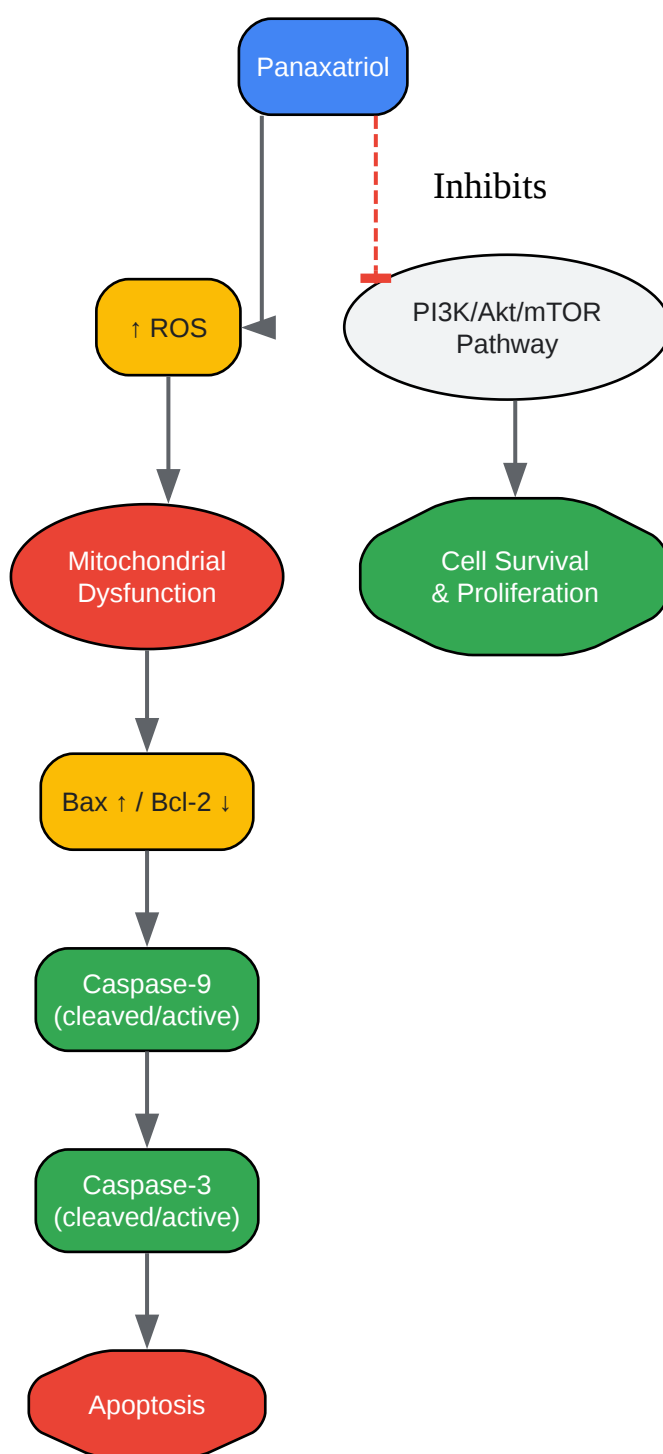 Panaxatriol
Inhibits
↑ ROS
PI3K/Akt/mTOR
Pathway
Mitochondrial
Dysfunction
Cell Survival
& Proliferation
Bax ↑ / Bcl-2 ↓
Caspase-9
(cleaved/active)
Caspase-3
(cleaved/active)
Apoptosis